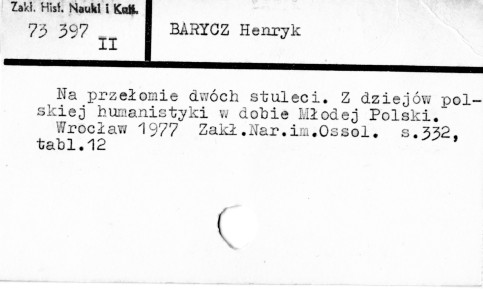 Zakł. Hist. Nauki i Kult.
73 397
II
BARYCZ Henryk
Na przełomie dwóch stuleci. Z dziejów pol-
skiej humanistyki w dobie Młodej Polski.
Wrocław 1977 Zakł.Nar.im.Ossol. s.332,
tabl.12